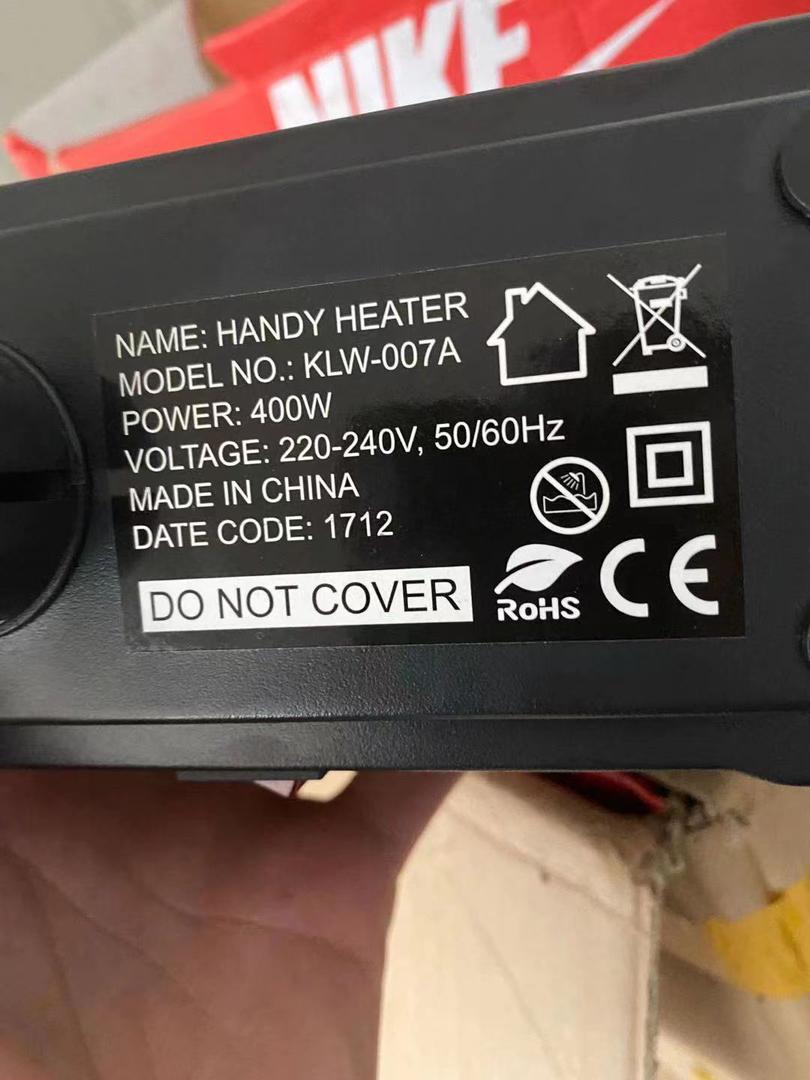 NIKE
NAME: HANDY HEATER
MODEL NO.: KLW-007A
POWER: 400W
VOLTAGE: 220-240V, 50/60Hz
MADE IN CHINA
DATE CODE: 1712
DO NOT COVER
RoHS
CE